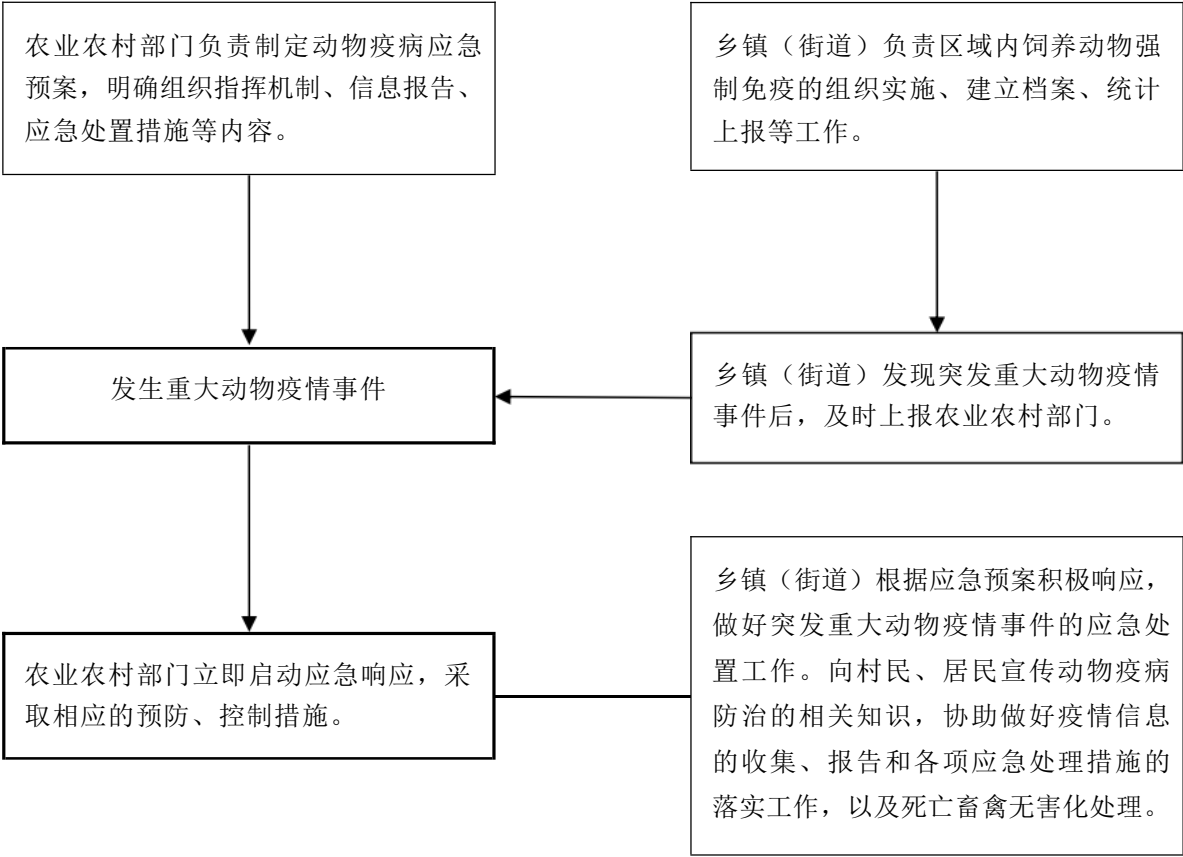 农业农村部门负责制定动物疫病应急
预案，明确组织指挥机制、信息报告、
应急处置措施等内容。
乡镇（街道）负责区域内饲养动物强
制免疫的组织实施、建立档案、统计
上报等工作。
发生重大动物疫情事件
乡镇（街道）发现突发重大动物疫情
事件后，及时上报农业农村部门。
农业农村部门立即启动应急响应，采
取相应的预防、控制措施。
乡镇（街道）根据应急预案积极响应，
做好突发重大动物疫情事件的应急处
置工作。向村民、居民宣传动物疫病
防治的相关知识，协助做好疫情信息
的收集、报告和各项应急处理措施的
落实工作，以及死亡畜禽无害化处理。